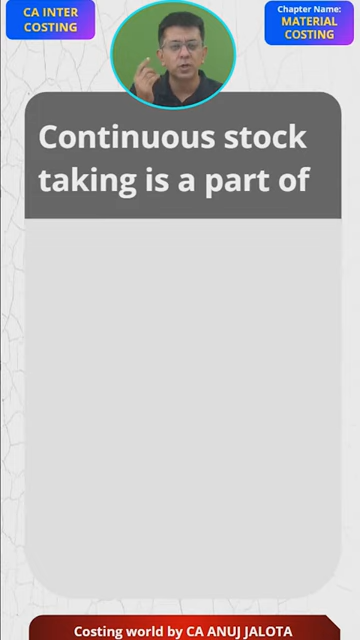 CA INTER
COSTING
Chapter Name:
MATERIAL
COSTING
Continuous stock
taking is a part of
Costing world by CA ANUJ JALOTA